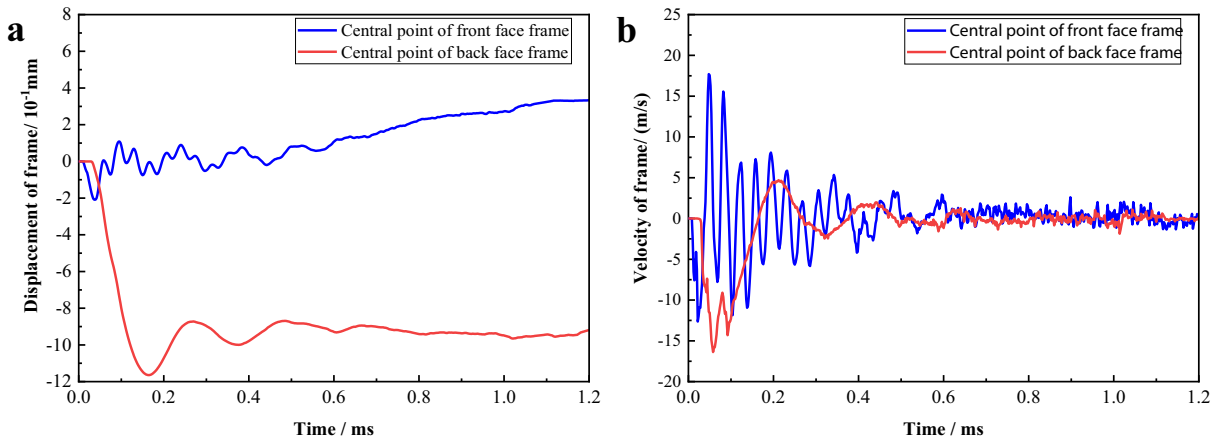 a
Central point of front face frame
Central point of back face frame
Displacement of frame/ 10⁻¹mm
8
6
4
2
0
-2
-4
-6
-8
-10
-12
0.0 0.2 0.4 0.6 0.8 1.0 1.2
Time / ms
b
Central point of front face frame
Central point of back face frame
Velocity of frame/ (m/s)
25
20
15
10
5
0
-5
-10
-15
-20
0.0 0.2 0.4 0.6 0.8 1.0 1.2
Time / ms